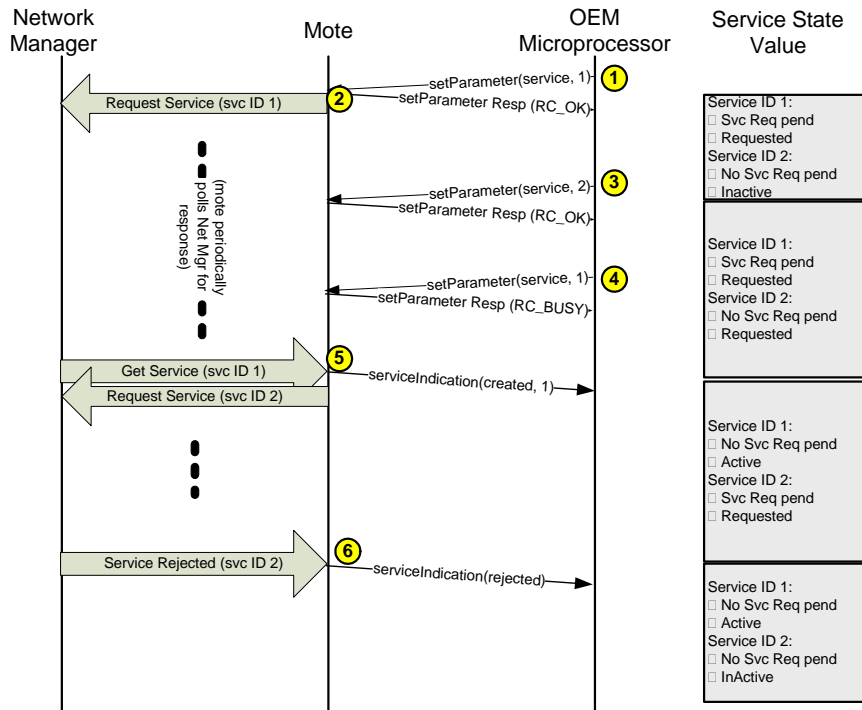 Network
Manager
Mote
OEM
Microprocessor
Service State
Value
setParameter(service, 1)
1
Request Service (svc ID 1)
2
setParameter Resp (RC_OK)
Service ID 1:
Svc Req pend
Requested
Service ID 2:
No Svc Req pend
Inactive
(mote periodically
polls Net Mgr for
response)
setParameter(service, 2)
3
setParameter Resp (RC_OK)
Service ID 1:
Svc Req pend
Requested
Service ID 2:
No Svc Req pend
Requested
setParameter(service, 1)
4
setParameter Resp (RC_BUSY)
5
Get Service (svc ID 1)
serviceIndication(created, 1)
Request Service (svc ID 2)
Service ID 1:
No Svc Req pend
Active
Service ID 2:
Svc Req pend
Requested
6
Service Rejected (svc ID 2)
serviceIndication(rejected)
Service ID 1:
No Svc Req pend
Active
Service ID 2:
No Svc Req pend
InActive